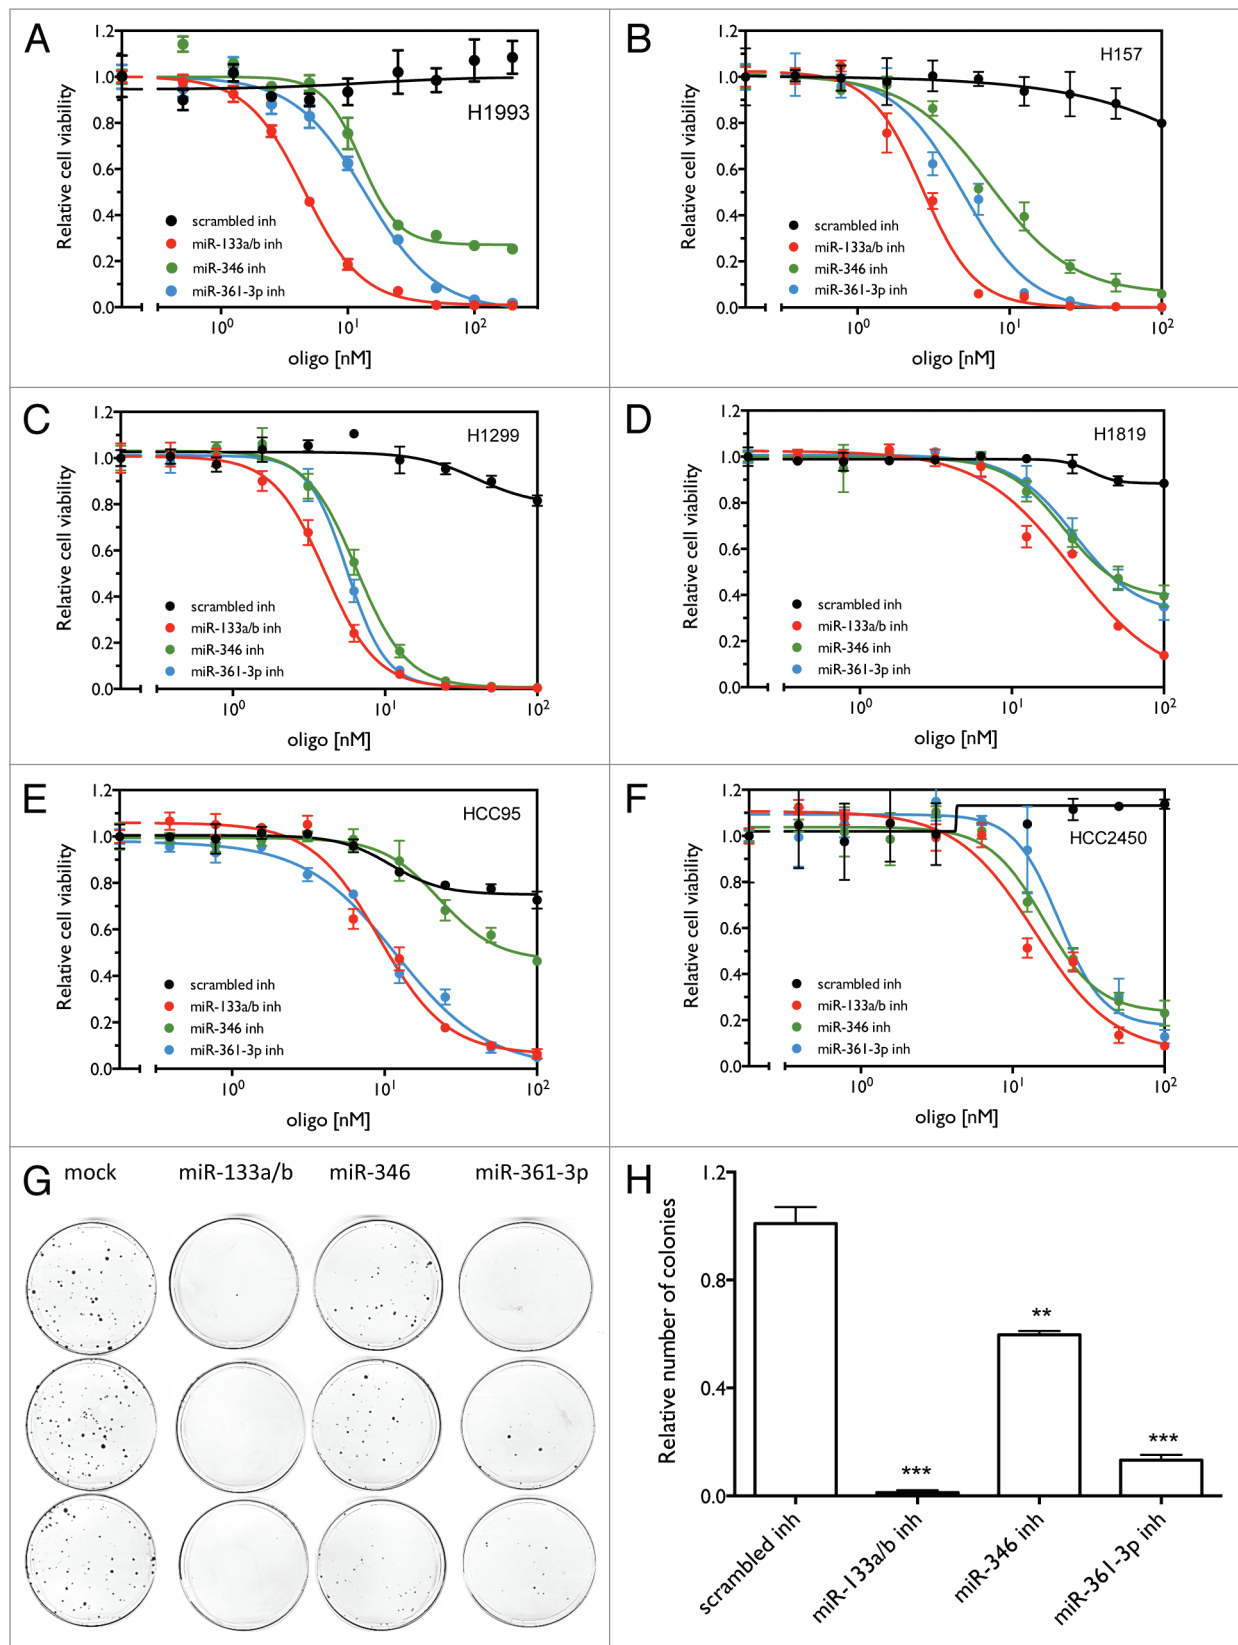 A
H1993
Relative cell viability
1.2
1.0
0.8
0.6
0.4
0.2
0.0
scrambled inh
miR-133a/b inh
miR-346 inh
miR-361-3p inh
10⁰ 10¹ 10²
oligo [nM]
B
H157
Relative cell viability
1.2
1.0
0.8
0.6
0.4
0.2
0.0
scrambled inh
miR-133a/b inh
miR-346 inh
miR-361-3p inh
10⁰ 10¹ 10²
oligo [nM]
C
H1299
Relative cell viability
1.2
1.0
0.8
0.6
0.4
0.2
0.0
scrambled inh
miR-133a/b inh
miR-346 inh
miR-361-3p inh
10⁰ 10¹ 10²
oligo [nM]
D
H1819
Relative cell viability
1.2
1.0
0.8
0.6
0.4
0.2
0.0
scrambled inh
miR-133a/b inh
miR-346 inh
miR-361-3p inh
10⁰ 10¹ 10²
oligo [nM]
E
HCC95
Relative cell viability
1.2
1.0
0.8
0.6
0.4
0.2
0.0
scrambled inh
miR-133a/b inh
miR-346 inh
miR-361-3p inh
10⁰ 10¹ 10²
oligo [nM]
F
HCC2450
Relative cell viability
1.2
1.0
0.8
0.6
0.4
0.2
0.0
scrambled inh
miR-133a/b inh
miR-346 inh
miR-361-3p inh
10⁰ 10¹ 10²
oligo [nM]
G
mock miR-133a/b miR-346 miR-361-3p
H
Relative number of colonies
1.2
0.8
0.4
0.0
***
**
***
scrambled inh
miR-133a/b inh
miR-346 inh
miR-361-3p inh